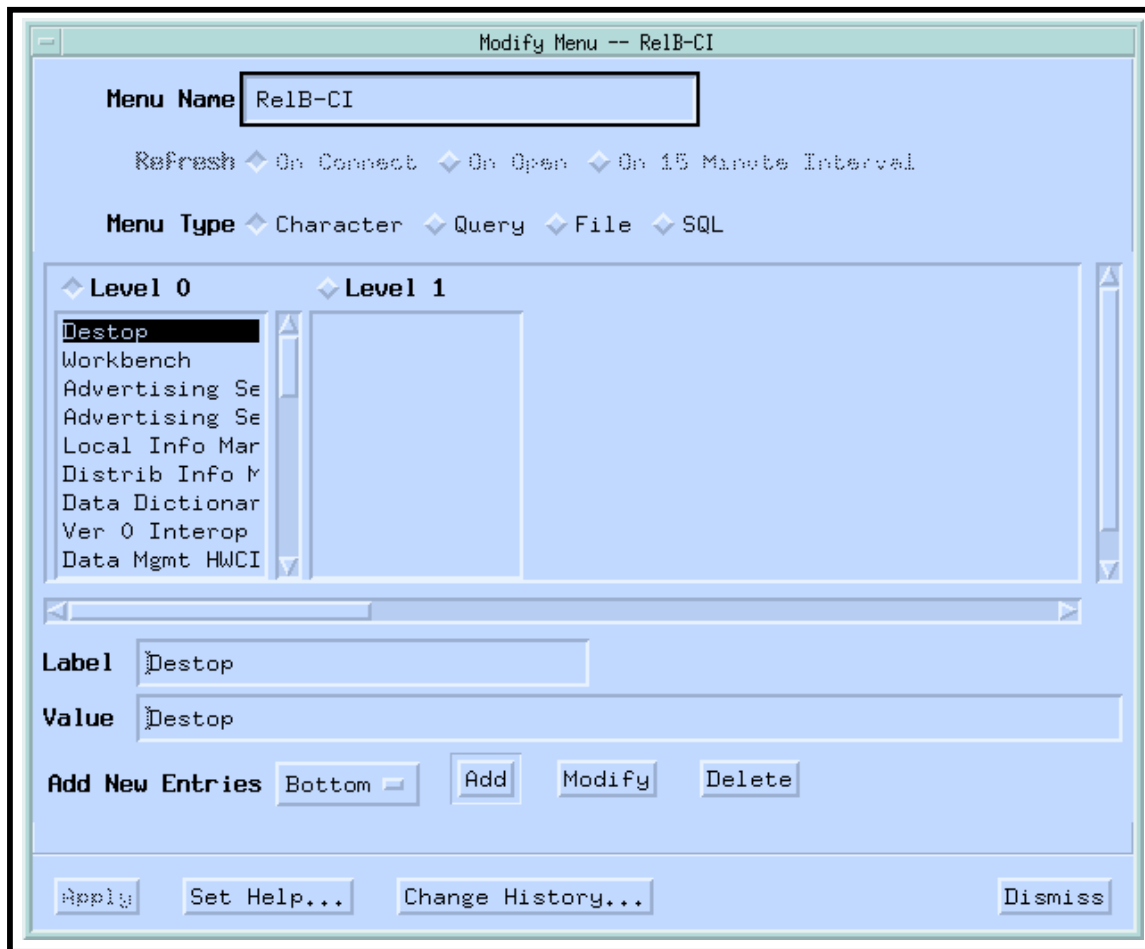 Modify Menu -- RelB-CI
Menu Name RelB-CI
Refresh On Connect On Open On 15 Minute Interval
Menu Type Character Query File SQL
Level 0 Level 1
Destop
Workbench
Advertising Se
Advertising Se
Local Info Mar
Distrib Info M
Data Dictionar
Ver 0 Interop
Data Mgmt HWCI
Label Destop
Value Destop
Add New Entries Bottom Add Modify Delete
Apply Set Help... Change History... Dismiss